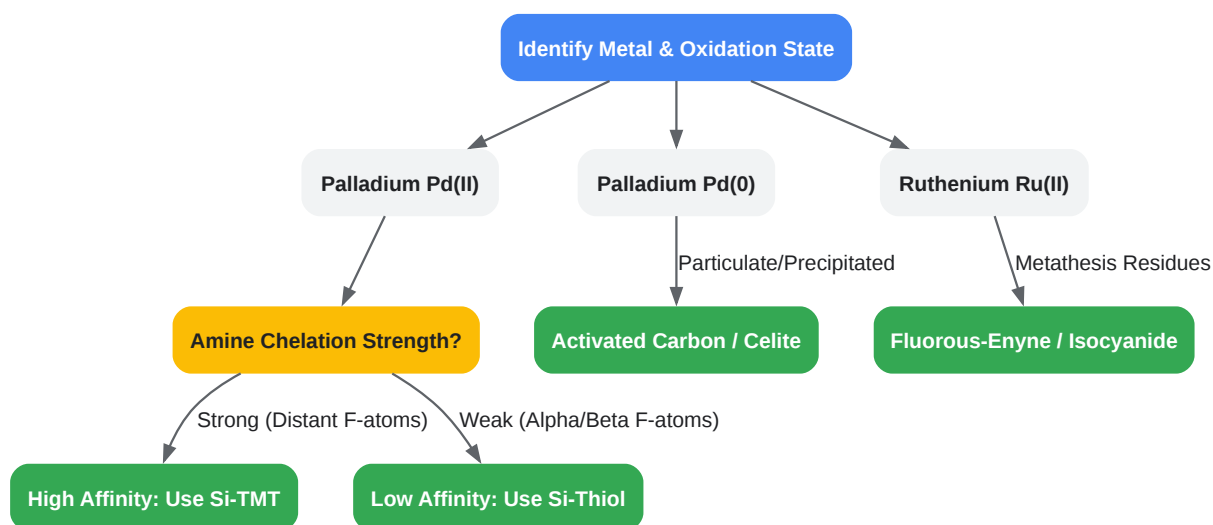 Identify Metal & Oxidation State
Palladium Pd(II)
Palladium Pd(0)
Ruthenium Ru(II)
Particulate/Precipitated
Metathesis Residues
Amine Chelation Strength?
Activated Carbon / Celite
Fluorous-Enyne / Isocyanide
Strong (Distant F-atoms)
Weak (Alpha/Beta F-atoms)
High Affinity: Use Si-TMT
Low Affinity: Use Si-Thiol